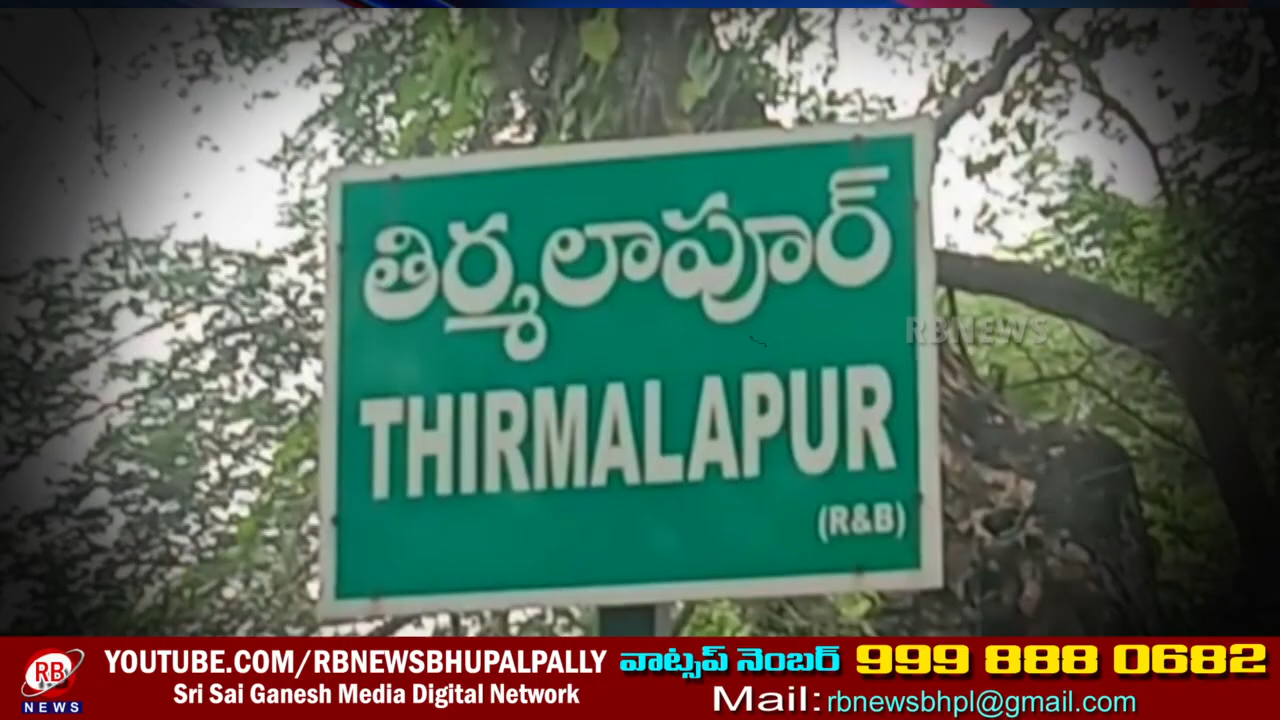 తిర్మలాపూర్
THIRMALAPUR
(R&B)
RBNEWS
RB
NEWS
YOUTUBE.COM/RBNEWSBHUPALPALLY వాట్సప్ నెంబర్ 999 888 0682
Sri Sai Ganesh Media Digital Network Mail: rbnewsbhpl@gmail.com